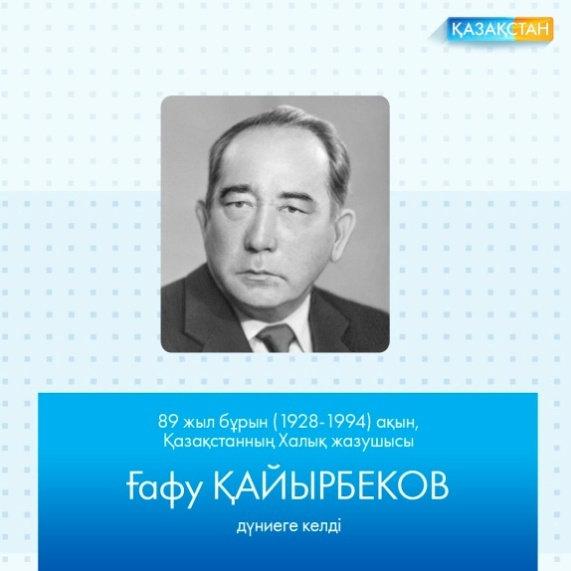 ҚАЗАҚСТАН
89 жыл бұрын (1928-1994) ақын,
Қазақстанның Халық жазушысы
Ғафу ҚАЙЫРБЕКОВ
дүниеге келді